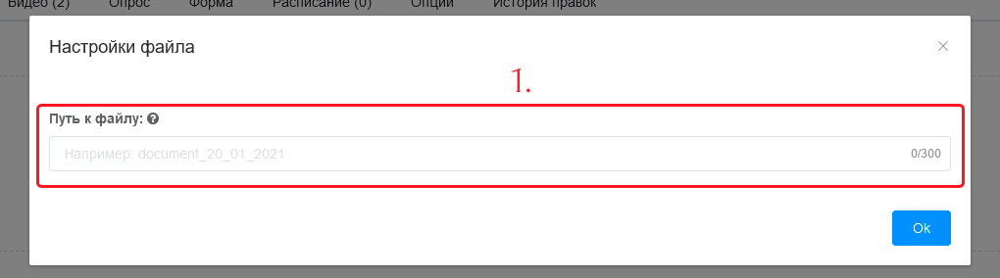 Видео (2) Опрос Форма Расписание (0) Опции История правок
Настройки файла
1.
Путь к файлу:
Например: document_20_01_2021 0/300
Ok